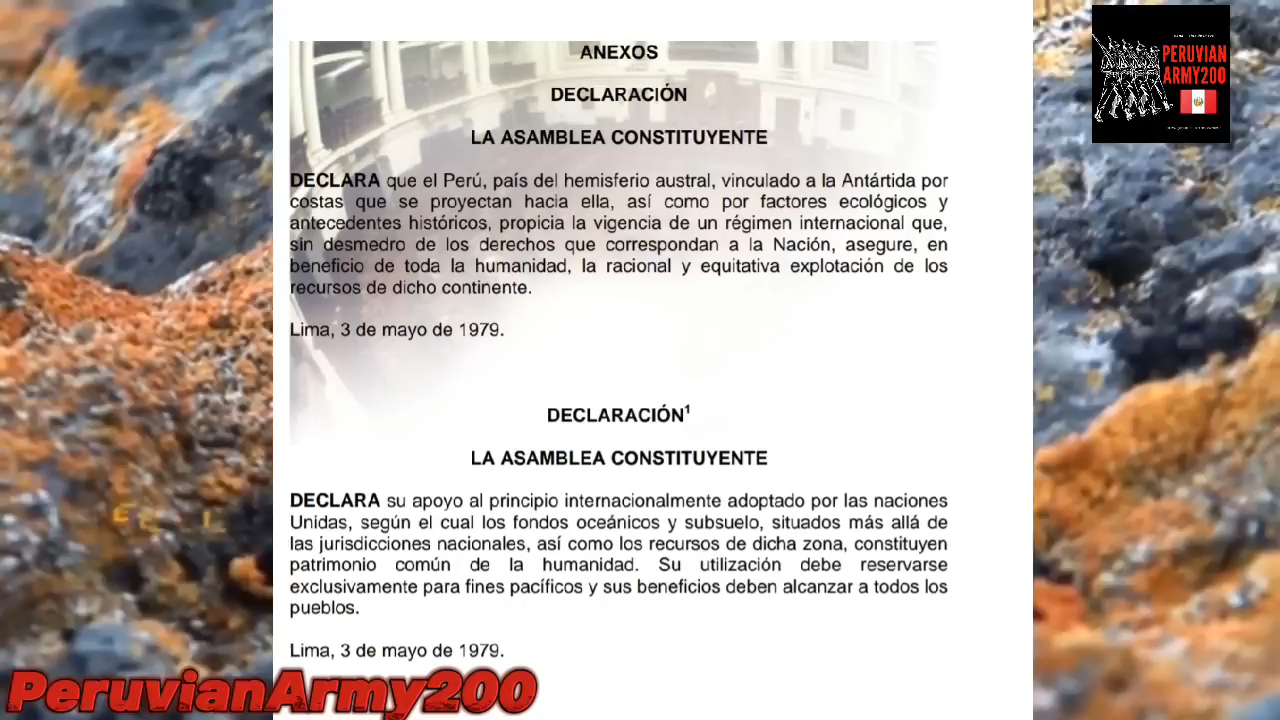 ANEXOS
DECLARACIÓN
LA ASAMBLEA CONSTITUYENTE
DECLARA que el Perú, país del hemisferio austral, vinculado a la Antártida por
costas que se proyectan hacia ella, así como por factores ecológicos y
antecedentes históricos, propicia la vigencia de un régimen internacional que,
sin desmedro de los derechos que correspondan a la Nación, asegure, en
beneficio de toda la humanidad, la racional y equitativa explotación de los
recursos de dicho continente.
Lima, 3 de mayo de 1979.
DECLARACIÓN¹
LA ASAMBLEA CONSTITUYENTE
DECLARA su apoyo al principio internacionalmente adoptado por las naciones
Unidas, según el cual los fondos oceánicos y subsuelo, situados más allá de
las jurisdicciones nacionales, así como los recursos de dicha zona, constituyen
patrimonio común de la humanidad. Su utilización debe reservarse
exclusivamente para fines pacíficos y sus beneficios deben alcanzar a todos los
pueblos.
Lima, 3 de mayo de 1979.
PERUVIAN
ARMY200
PeruvianArmy200